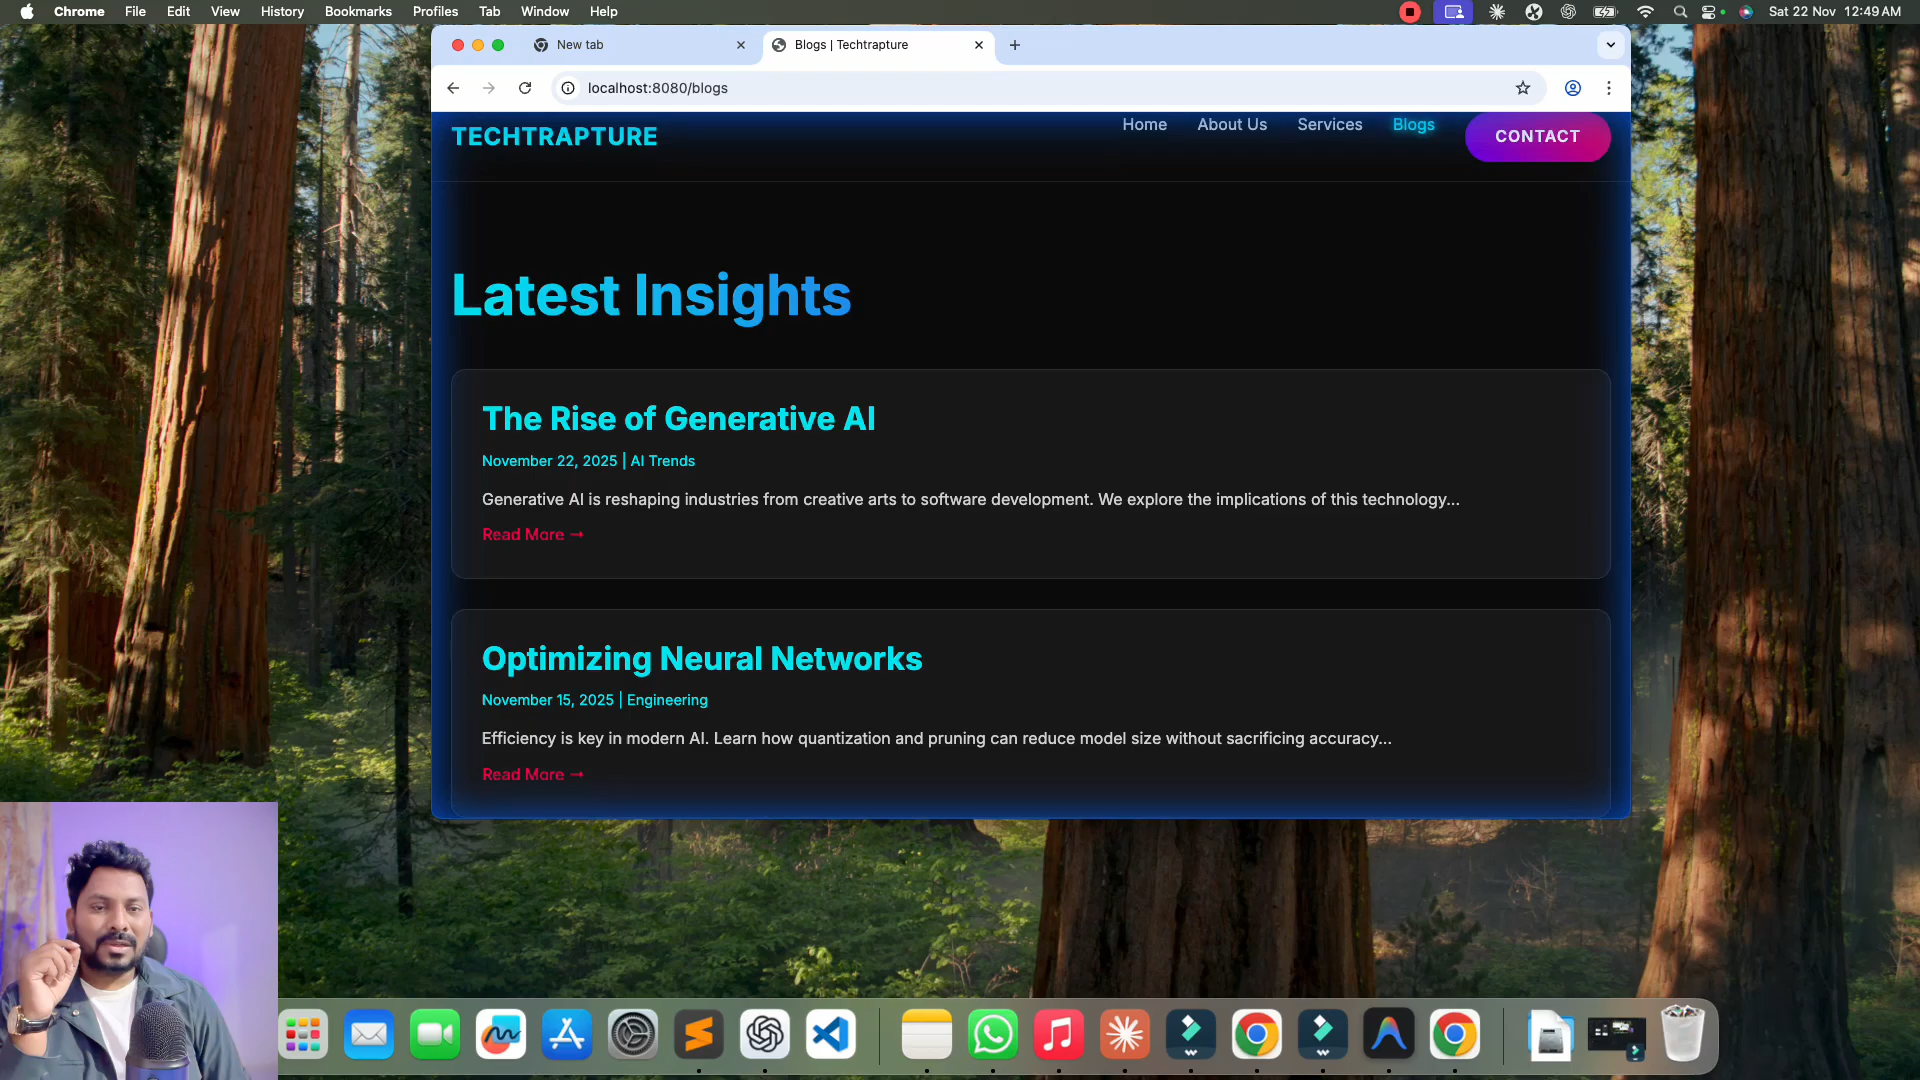 Chrome File Edit View History Bookmarks Profiles Tab Window Help Sat 22 Nov 12:49 AM
New tab
Blogs | Techtrapture
localhost:8080/blogs
TECHTRAPTURE
Home About Us Services Blogs CONTACT
Latest Insights
The Rise of Generative AI
November 22, 2025 | AI Trends
Generative AI is reshaping industries from creative arts to software development. We explore the implications of this technology...
Read More →
Optimizing Neural Networks
November 15, 2025 | Engineering
Efficiency is key in modern AI. Learn how quantization and pruning can reduce model size without sacrificing accuracy...
Read More →